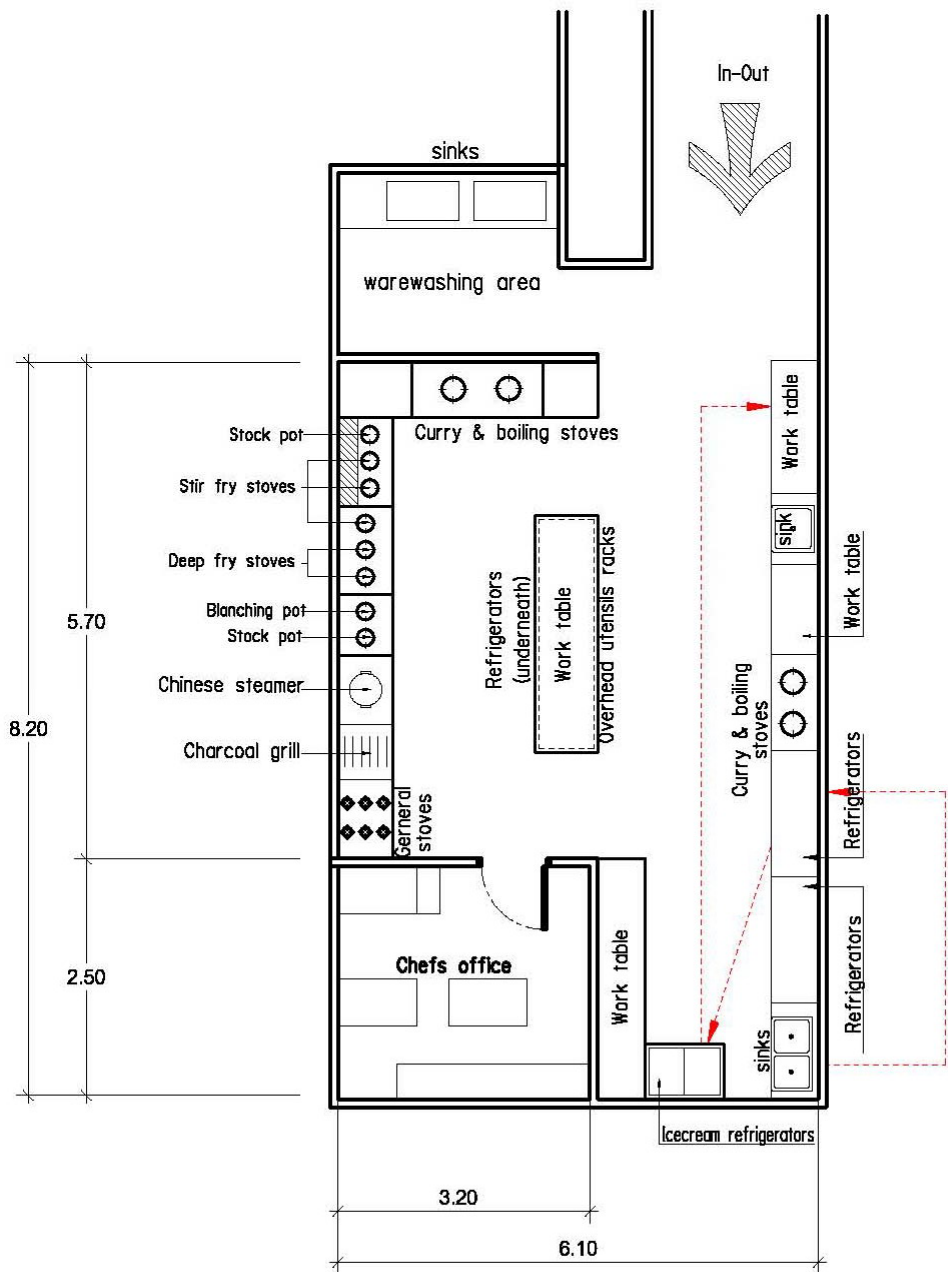 In-Out
sinks
warewashing area
Work table
Stock pot
Curry & boiling stoves
Stir fry stoves
sink
Deep fry stoves
Refrigerators
(underneath)
Work table
Overhead utensils racks
Work table
Blanching pot
5.70
Stock pot
Chinese steamer
8.20
Curry & boiling
stoves
Charcoal grill
Refrigerators
Gerneral
stoves
Chefs office
Work table
Refrigerators
2.50
sinks
Icecream refrigerators
3.20
6.10